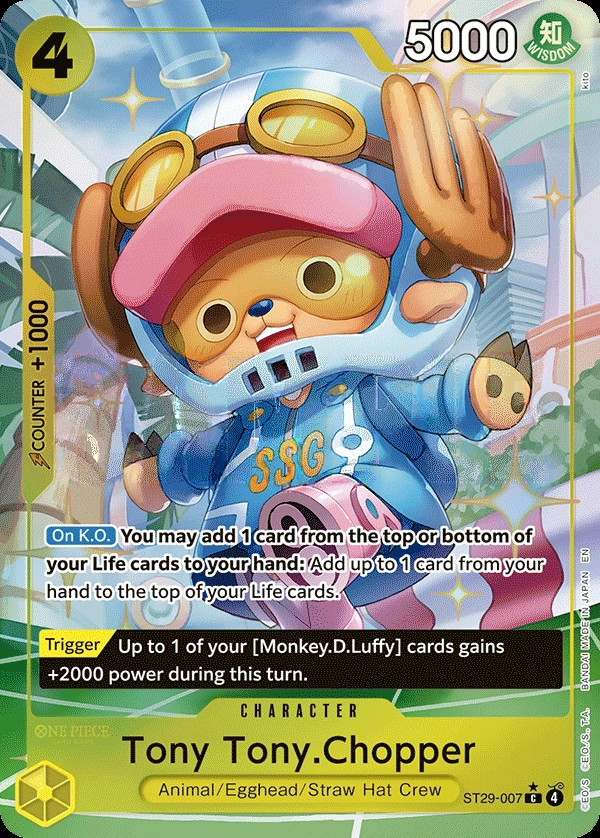 4
5000
知
WISDOM
kito
COUNTER +1000
SSG
On K.O. You may add 1 card from the top or bottom of
your Life cards to your hand: Add up to 1 card from your
hand to the top of your Life cards.
Trigger Up to 1 of your [Monkey.D.Luffy] cards gains
+2000 power during this turn.
CHARACTER
ONE PIECE
CARD GAME
Tony Tony.Chopper
Animal/Egghead/Straw Hat Crew
ST29-007 C 4
©E.O/S ©E.O./S., T.A. BANDAI MADE IN JAPAN EN